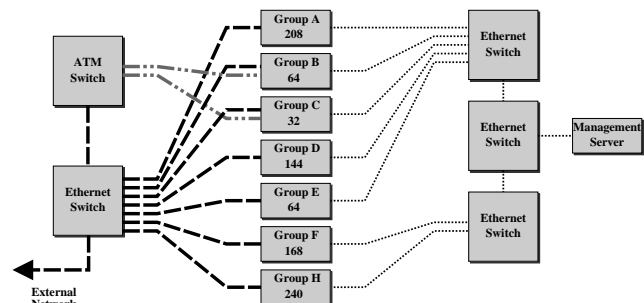 ATM
Switch
Ethernet
Switch
External
Network
Group A
208
Group B
64
Group C
32
Group D
144
Group E
64
Group F
168
Group H
240
Ethernet
Switch
Ethernet
Switch
Ethernet
Switch
Management
Server